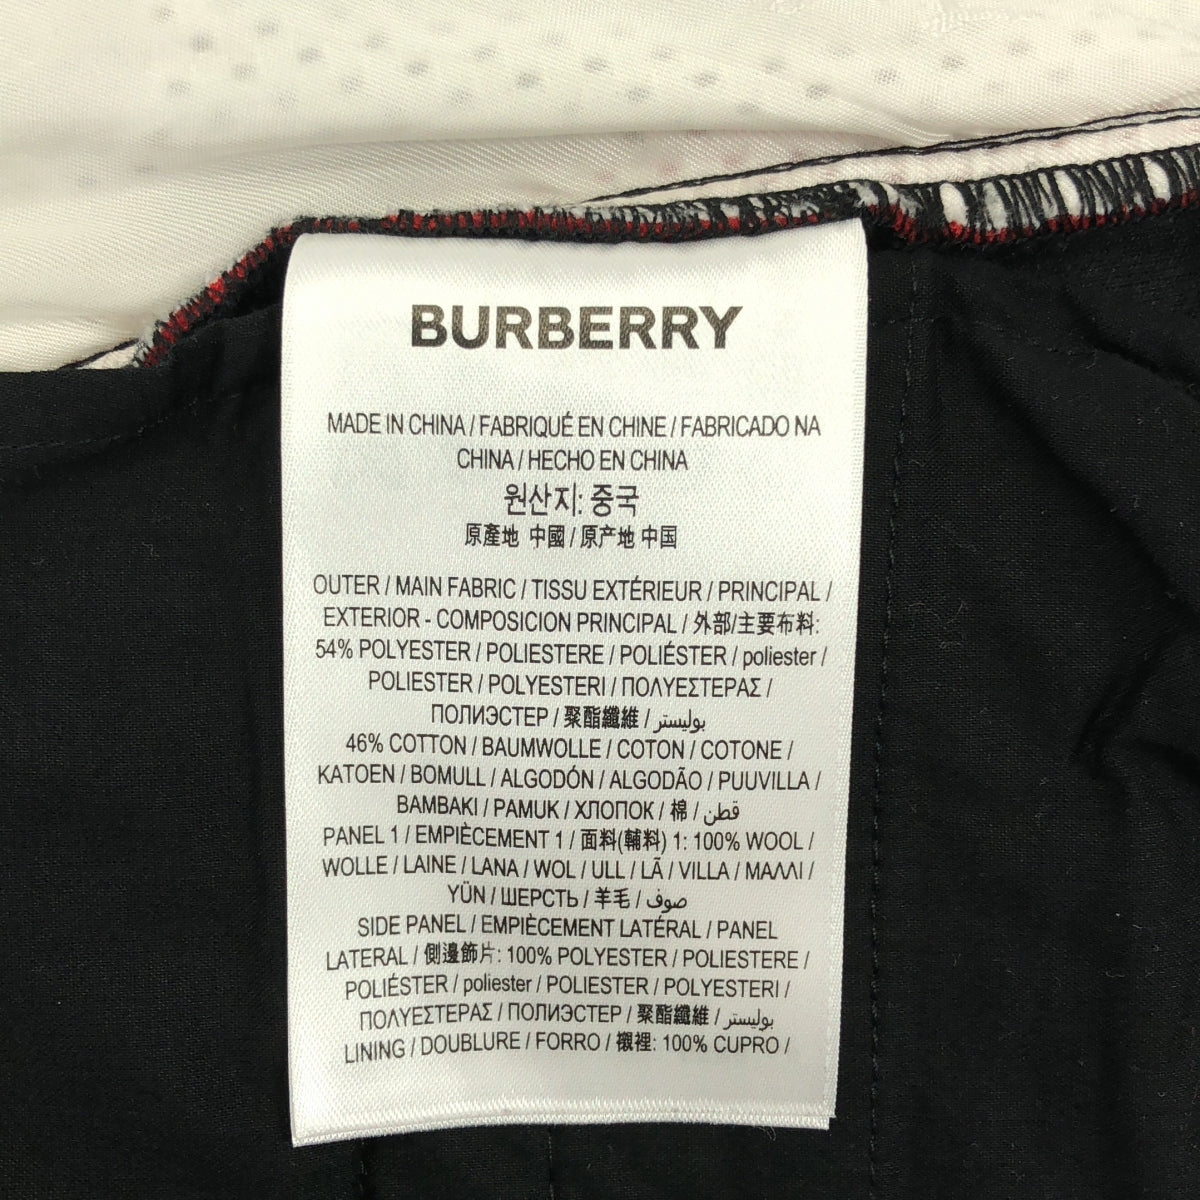 BURBERRY
MADE IN CHINA / FABRIQUÉ EN CHINE / FABRICADO NA
CHINA / HECHO EN CHINA
원산지: 중국
原產地 中國 / 原产地 中国
OUTER / MAIN FABRIC / TISSU EXTÉRIEUR / PRINCIPAL /
EXTERIOR - COMPOSICION PRINCIPAL / 外部/主要布料:
54% POLYESTER / POLIESTERE / POLIÉSTER / poliester /
POLIESTER / POLYESTERI / ΠΟΛΥΕΣΤΕΡΑΣ /
ПОЛИЭСТЕР / 聚酯纖維 / بوليستر
46% COTTON / BAUMWOLLE / COTON / COTONE /
KATOEN / BOMULL / ALGODÓN / ALGODÃO / PUUVILLA /
BAMBAKI / PAMUK / ХЛОПОК / 棉 / قطن
PANEL 1 / EMPIÈCEMENT 1 / 面料(輔料) 1: 100% WOOL /
WOLLE / LAINE / LANA / WOL / ULL / LÃ / VILLA / ΜΑΛΛΙ /
YÜN / ШЕРСТЬ / 羊毛 / صوف
SIDE PANEL / EMPIÈCEMENT LATÉRAL / PANEL
LATERAL / 側邊飾片: 100% POLYESTER / POLIESTERE /
POLIÉSTER / poliester / POLIESTER / POLYESTERI /
ΠΟΛΥΕΣΤΕΡΑΣ / ПОЛИЭСТЕР / 聚酯纖維 / بوليستر
LINING / DOUBLURE / FORRO / 襯裡: 100% CUPRO /